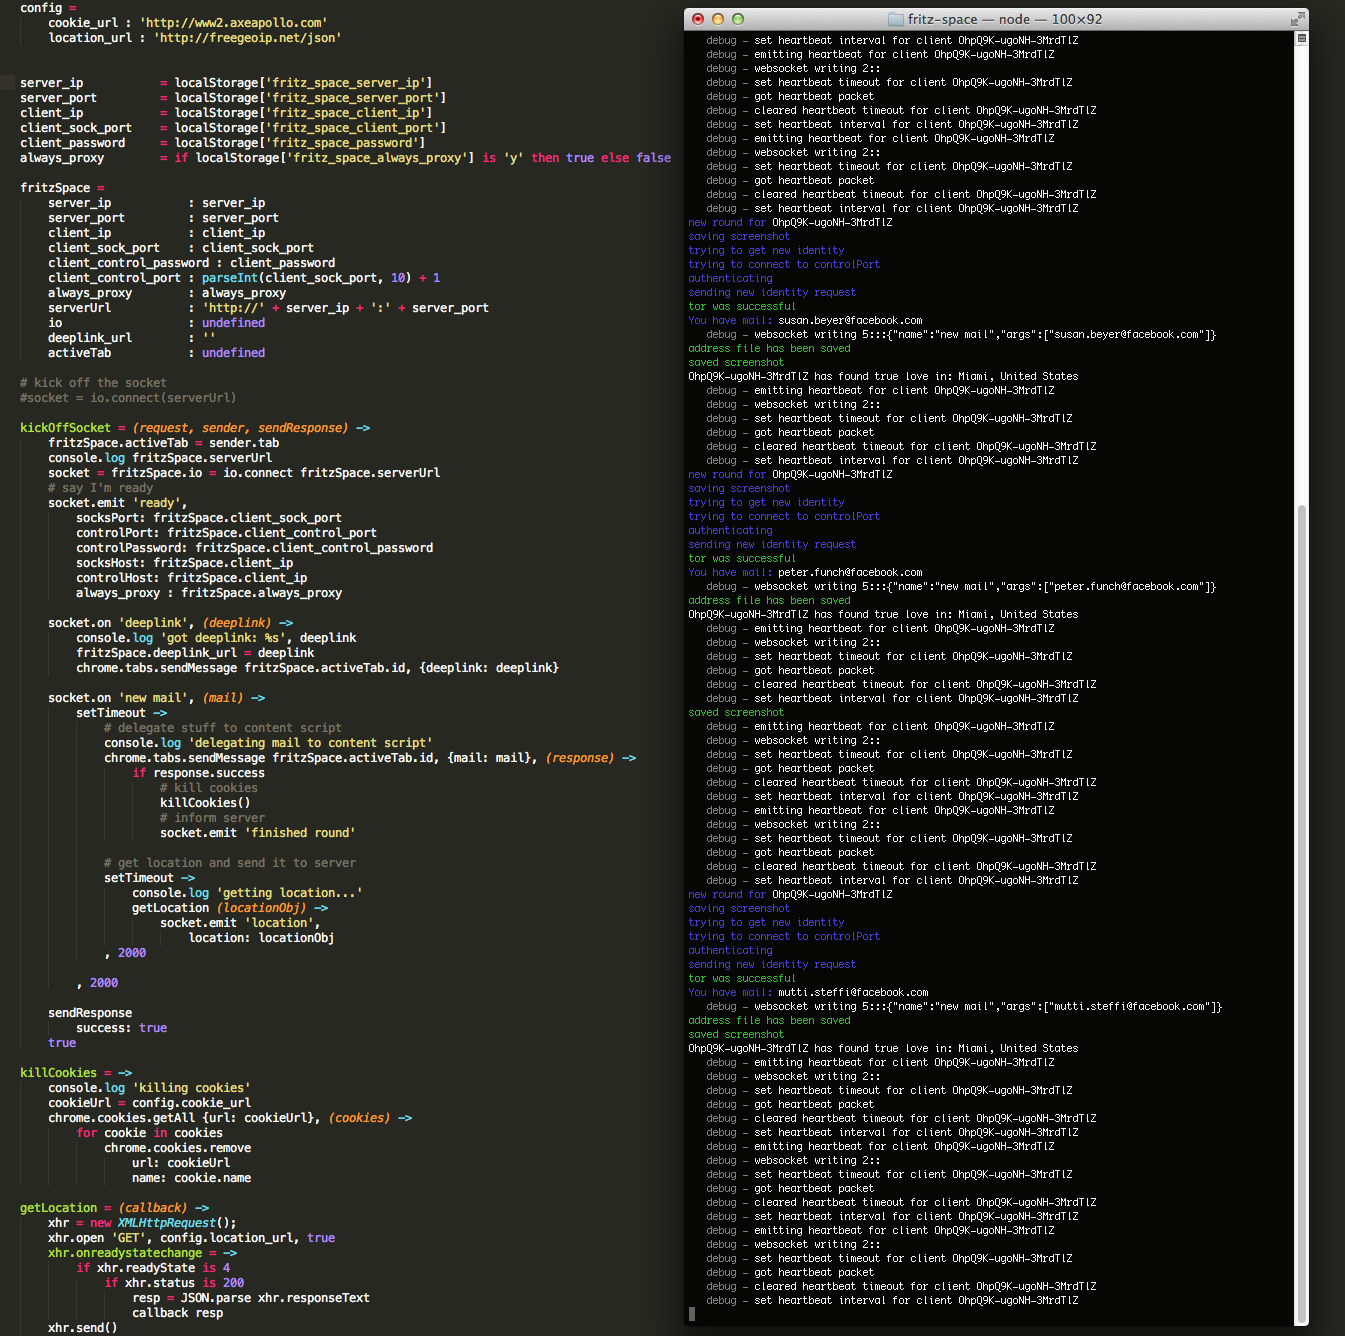 config =
cookie_url : 'http://www2.axeapollo.com'
location_url : 'http://freegeoip.net/json'
server_ip = localStorage['fritz_space_server_ip']
server_port = localStorage['fritz_space_server_port']
client_ip = localStorage['fritz_space_client_ip']
client_sock_port = localStorage['fritz_space_client_port']
client_password = localStorage['fritz_space_password']
always_proxy = if localStorage['fritz_space_always_proxy'] is 'y' then true else false
fritzSpace =
server_ip : server_ip
server_port : server_port
client_ip : client_ip
client_sock_port : client_sock_port
client_control_password : client_password
client_control_port : parseInt(client_sock_port, 10) + 1
always_proxy : always_proxy
serverUrl : 'http://' + server_ip + ':' + server_port
io : undefined
deeplink_url : ''
activeTab : undefined
# kick off the socket
#socket = io.connect(serverUrl)
kickOffSocket = (request, sender, sendResponse) ->
fritzSpace.activeTab = sender.tab
console.log fritzSpace.serverUrl
socket = fritzSpace.io = io.connect fritzSpace.serverUrl
# say I'm ready
socket.emit 'ready',
socksPort: fritzSpace.client_sock_port
controlPort: fritzSpace.client_control_port
controlPassword: fritzSpace.client_control_password
socksHost: fritzSpace.client_ip
controlHost: fritzSpace.client_ip
always_proxy : fritzSpace.always_proxy
socket.on 'deeplink', (deeplink) ->
console.log 'got deeplink: %s', deeplink
fritzSpace.deeplink_url = deeplink
chrome.tabs.sendMessage fritzSpace.activeTab.id, {deeplink: deeplink}
socket.on 'new mail', (mail) ->
setTimeout ->
# delegate stuff to content script
console.log 'delegating mail to content script'
chrome.tabs.sendMessage fritzSpace.activeTab.id, {mail: mail}, (response) ->
if response.success
# kill cookies
killCookies()
# inform server
socket.emit 'finished round'
# get location and send it to server
setTimeout ->
console.log 'getting location...'
getLocation (locationObj) ->
socket.emit 'location',
location: locationObj
, 2000
, 2000
sendResponse
success: true
true
killCookies = ->
console.log 'killing cookies'
cookieUrl = config.cookie_url
chrome.cookies.getAll {url: cookieUrl}, (cookies) ->
for cookie in cookies
chrome.cookies.remove
url: cookieUrl
name: cookie.name
getLocation = (callback) ->
xhr = new XMLHttpRequest();
xhr.open 'GET', config.location_url, true
xhr.onreadystatechange = ->
if xhr.readyState is 4
if xhr.status is 200
resp = JSON.parse xhr.responseText
callback resp
xhr.send()
fritz-space — node — 100×92
debug - set heartbeat interval for client OhpQ9K-ugoNH-3MrdTlZ
debug - emitting heartbeat for client OhpQ9K-ugoNH-3MrdTlZ
debug - websocket writing 2::
debug - set heartbeat timeout for client OhpQ9K-ugoNH-3MrdTlZ
debug - got heartbeat packet
debug - cleared heartbeat timeout for client OhpQ9K-ugoNH-3MrdTlZ
debug - set heartbeat interval for client OhpQ9K-ugoNH-3MrdTlZ
debug - emitting heartbeat for client OhpQ9K-ugoNH-3MrdTlZ
debug - websocket writing 2::
debug - set heartbeat timeout for client OhpQ9K-ugoNH-3MrdTlZ
debug - got heartbeat packet
debug - cleared heartbeat timeout for client OhpQ9K-ugoNH-3MrdTlZ
debug - set heartbeat interval for client OhpQ9K-ugoNH-3MrdTlZ
new round for OhpQ9K-ugoNH-3MrdTlZ
saving screenshot
trying to get new identity
trying to connect to controlPort
authenticating
sending new identity request
tor was successful
You have mail: susan.beyer@facebook.com
debug - websocket writing 5:::{"name":"new mail","args":["susan.beyer@facebook.com"]}
address file has been saved
saved screenshot
OhpQ9K-ugoNH-3MrdTlZ has found true love in: Miami, United States
debug - emitting heartbeat for client OhpQ9K-ugoNH-3MrdTlZ
debug - websocket writing 2::
debug - set heartbeat timeout for client OhpQ9K-ugoNH-3MrdTlZ
debug - got heartbeat packet
debug - cleared heartbeat timeout for client OhpQ9K-ugoNH-3MrdTlZ
debug - set heartbeat interval for client OhpQ9K-ugoNH-3MrdTlZ
new round for OhpQ9K-ugoNH-3MrdTlZ
saving screenshot
trying to get new identity
trying to connect to controlPort
authenticating
sending new identity request
tor was successful
You have mail: peter.funch@facebook.com
debug - websocket writing 5:::{"name":"new mail","args":["peter.funch@facebook.com"]}
address file has been saved
OhpQ9K-ugoNH-3MrdTlZ has found true love in: Miami, United States
debug - emitting heartbeat for client OhpQ9K-ugoNH-3MrdTlZ
debug - websocket writing 2::
debug - set heartbeat timeout for client OhpQ9K-ugoNH-3MrdTlZ
debug - got heartbeat packet
debug - cleared heartbeat timeout for client OhpQ9K-ugoNH-3MrdTlZ
debug - set heartbeat interval for client OhpQ9K-ugoNH-3MrdTlZ
saved screenshot
debug - emitting heartbeat for client OhpQ9K-ugoNH-3MrdTlZ
debug - websocket writing 2::
debug - set heartbeat timeout for client OhpQ9K-ugoNH-3MrdTlZ
debug - got heartbeat packet
debug - cleared heartbeat timeout for client OhpQ9K-ugoNH-3MrdTlZ
debug - set heartbeat interval for client OhpQ9K-ugoNH-3MrdTlZ
debug - emitting heartbeat for client OhpQ9K-ugoNH-3MrdTlZ
debug - websocket writing 2::
debug - set heartbeat timeout for client OhpQ9K-ugoNH-3MrdTlZ
debug - got heartbeat packet
debug - cleared heartbeat timeout for client OhpQ9K-ugoNH-3MrdTlZ
debug - set heartbeat interval for client OhpQ9K-ugoNH-3MrdTlZ
new round for OhpQ9K-ugoNH-3MrdTlZ
saving screenshot
trying to get new identity
trying to connect to controlPort
authenticating
sending new identity request
tor was successful
You have mail: mutti.steffi@facebook.com
debug - websocket writing 5:::{"name":"new mail","args":["mutti.steffi@facebook.com"]}
address file has been saved
saved screenshot
OhpQ9K-ugoNH-3MrdTlZ has found true love in: Miami, United States
debug - emitting heartbeat for client OhpQ9K-ugoNH-3MrdTlZ
debug - websocket writing 2::
debug - set heartbeat timeout for client OhpQ9K-ugoNH-3MrdTlZ
debug - got heartbeat packet
debug - cleared heartbeat timeout for client OhpQ9K-ugoNH-3MrdTlZ
debug - set heartbeat interval for client OhpQ9K-ugoNH-3MrdTlZ
debug - emitting heartbeat for client OhpQ9K-ugoNH-3MrdTlZ
debug - websocket writing 2::
debug - set heartbeat timeout for client OhpQ9K-ugoNH-3MrdTlZ
debug - got heartbeat packet
debug - cleared heartbeat timeout for client OhpQ9K-ugoNH-3MrdTlZ
debug - set heartbeat interval for client OhpQ9K-ugoNH-3MrdTlZ
debug - emitting heartbeat for client OhpQ9K-ugoNH-3MrdTlZ
debug - websocket writing 2::
debug - set heartbeat timeout for client OhpQ9K-ugoNH-3MrdTlZ
debug - got heartbeat packet
debug - cleared heartbeat timeout for client OhpQ9K-ugoNH-3MrdTlZ
debug - set heartbeat interval for client OhpQ9K-ugoNH-3MrdTlZ